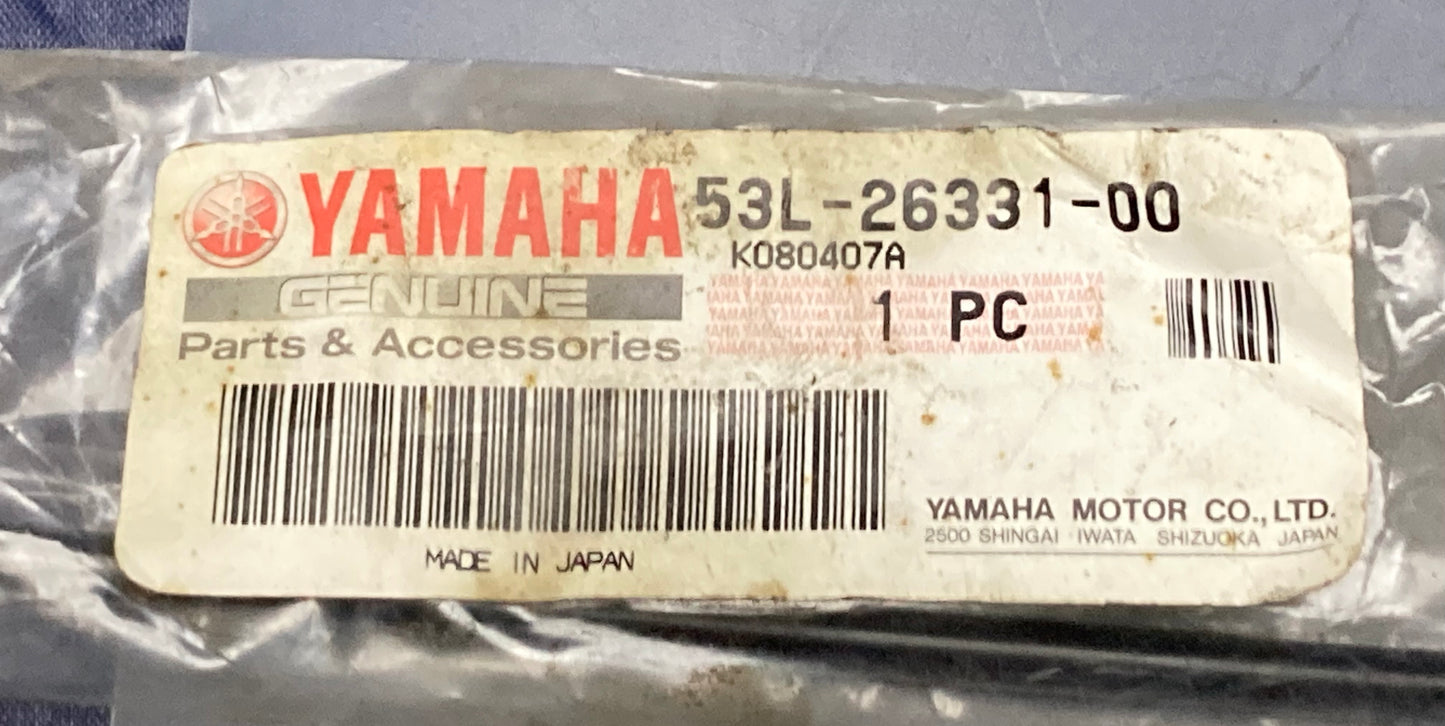 YAMAHA 53L-26331-00
K080407A
GENUINE
1 PC
Parts & Accessories
YAMAHA MOTOR CO., LTD.
2500 SHINGAI IWATA SHIZUOKA JAPAN
MADE IN JAPAN